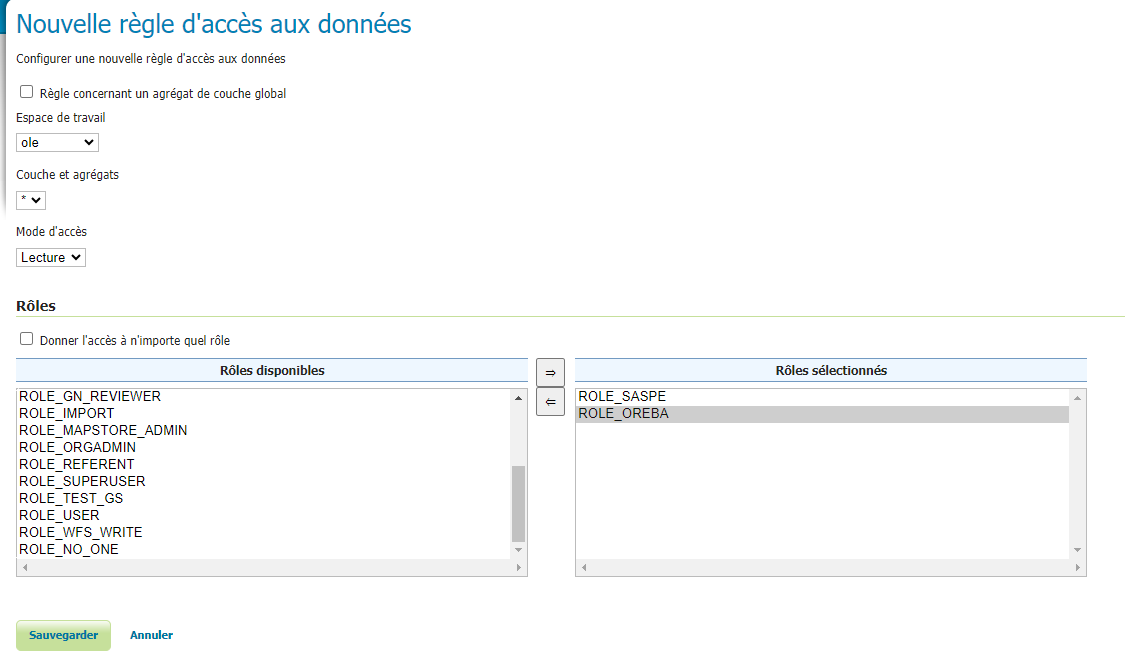 Nouvelle règle d'accès aux données
Configurer une nouvelle règle d'accès aux données
Règle concernant un agrégat de couche global
Espace de travail
ole
Couche et agrégats
*
Mode d'accès
Lecture
Rôles
Donner l'accès à n'importe quel rôle
Rôles disponibles
ROLE_GN_REVIEWER
ROLE_IMPORT
ROLE_MAPSTORE_ADMIN
ROLE_ORGADMIN
ROLE_REFERENT
ROLE_SUPERUSER
ROLE_TEST_GS
ROLE_USER
ROLE_WFS_WRITE
ROLE_NO_ONE
⇒
⇐
Rôles sélectionnés
ROLE_SASPE
ROLE_OREBA
Sauvegarder Annuler